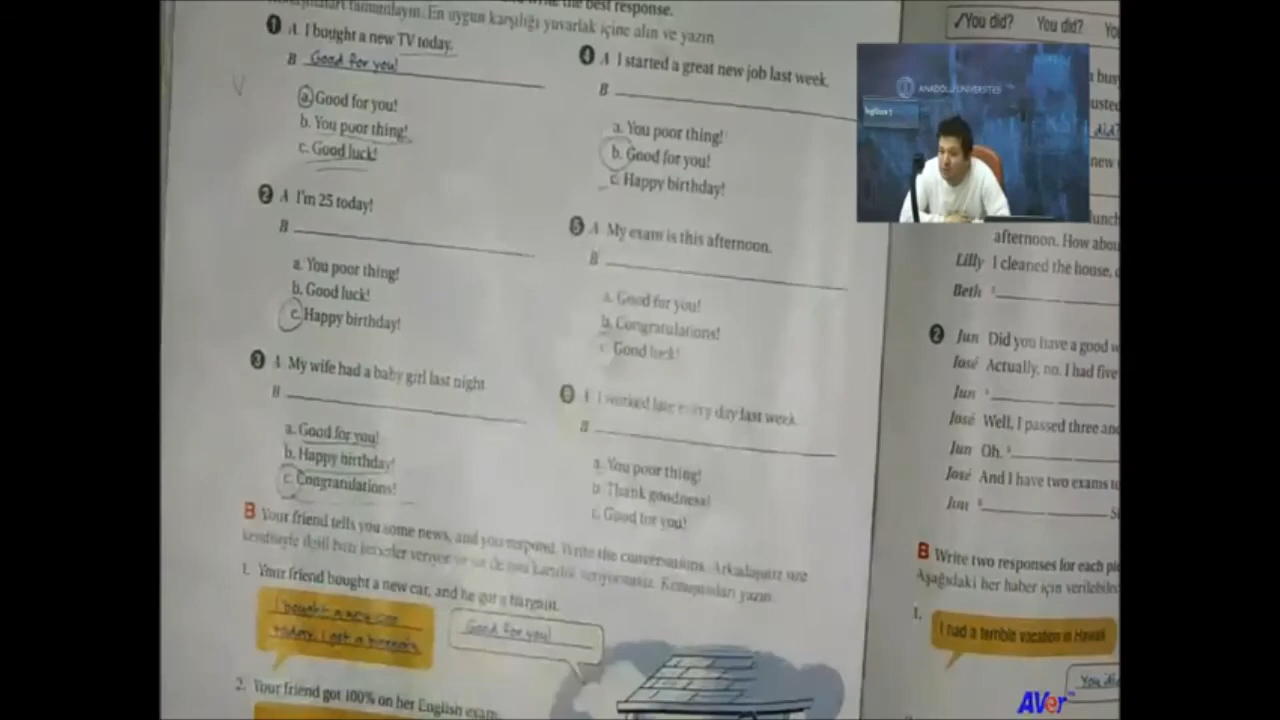 the best response.
tamamlayın. En uygun karşılığı yuvarlak içine alın ve yazın
1 A I bought a new TV today.
B Good for you!
a. Good for you!
b. You poor thing!
c. Good luck!
2 A I'm 25 today!
B
a. You poor thing!
b. Good luck!
c. Happy birthday!
3 A My wife had a baby girl last night
B
a. Good for you!
b. Happy birthday!
c. Congratulations!
4 A I started a great new job last week.
B
a. You poor thing!
b. Good for you!
c. Happy birthday!
5 A My exam is this afternoon.
B
a. Good for you!
b. Congratulations!
c. Good luck!
A I worked late every day last week.
B
a. You poor thing!
b. Thank goodness!
c. Good for you!
B Your friend tells you some news, and you respond. Write the conversations.
1. Your friend bought a new car, and he got a bargain.
I bought a new car
today. I got a bargain
Good for you!
2. Your friend got 100% on her English exam
✓You did? You did?
ANADOLU ÜNİVERSİTESİ
new
afternoon. How
Lilly I cleaned the house,
Beth
2 Jun Did you have a good
José Actually, no. I had five
Jun
José Well, I passed three
Jun Oh.
José And I have two exams
Jun
B Write two responses for each
Aşağıdaki her haber için
1.
I had a terrible vacation in Hawaii
You
AVer